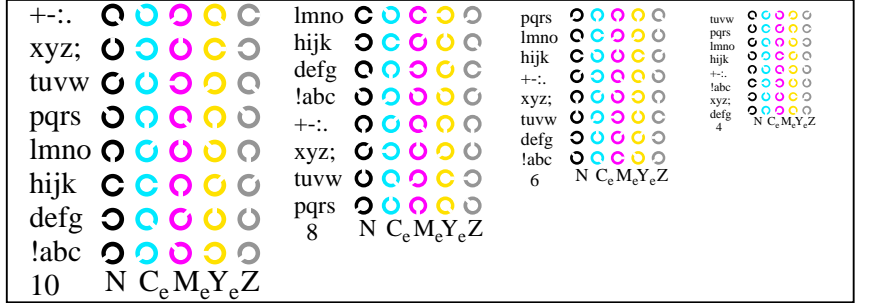 +-:.
xyz;
tuvw
pqrs
lmno
hijk
defg
!abc
10 N CeMeYeZ
lmno
hijk
defg
!abc
+-:.
xyz;
tuvw
pqrs
8 N CeMeYeZ
pqrs
lmno
hijk
+-:.
xyz;
tuvw
defg
!abc
6 N CeMeYeZ
tuvw
pqrs
lmno
hijk
+-:.
!abc
xyz;
defg
4 N CeMeYeZ